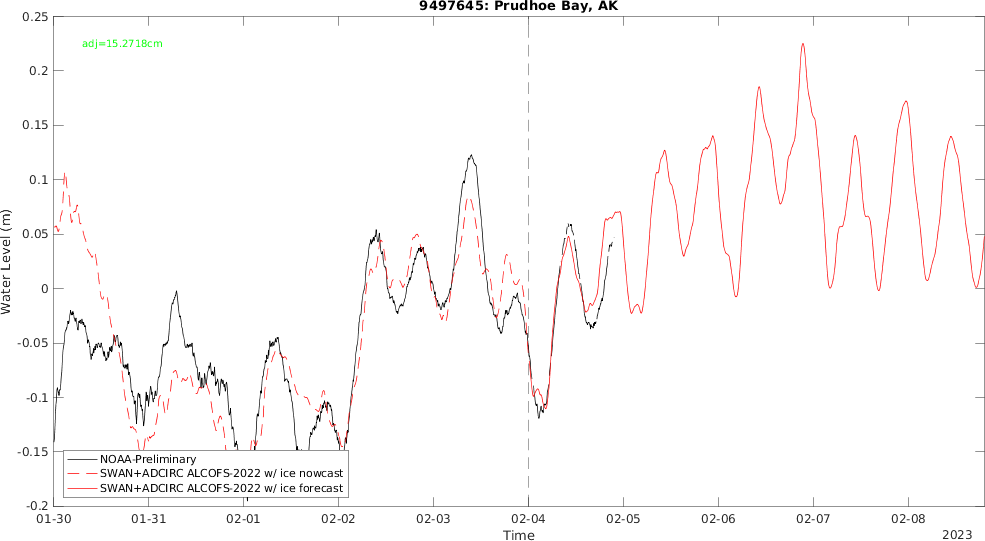 9497645: Prudhoe Bay, AK
0.25
adj=15.2718cm
0.2
0.15
0.1
0.05
0
-0.05
-0.1
-0.15
-0.2
Water Level (m)
NOAA-Preliminary
SWAN+ADCIRC ALCOFS-2022 w/ ice nowcast
SWAN+ADCIRC ALCOFS-2022 w/ ice forecast
01-30 01-31 02-01 02-02 02-03 02-04 02-05 02-06 02-07 02-08
2023
Time